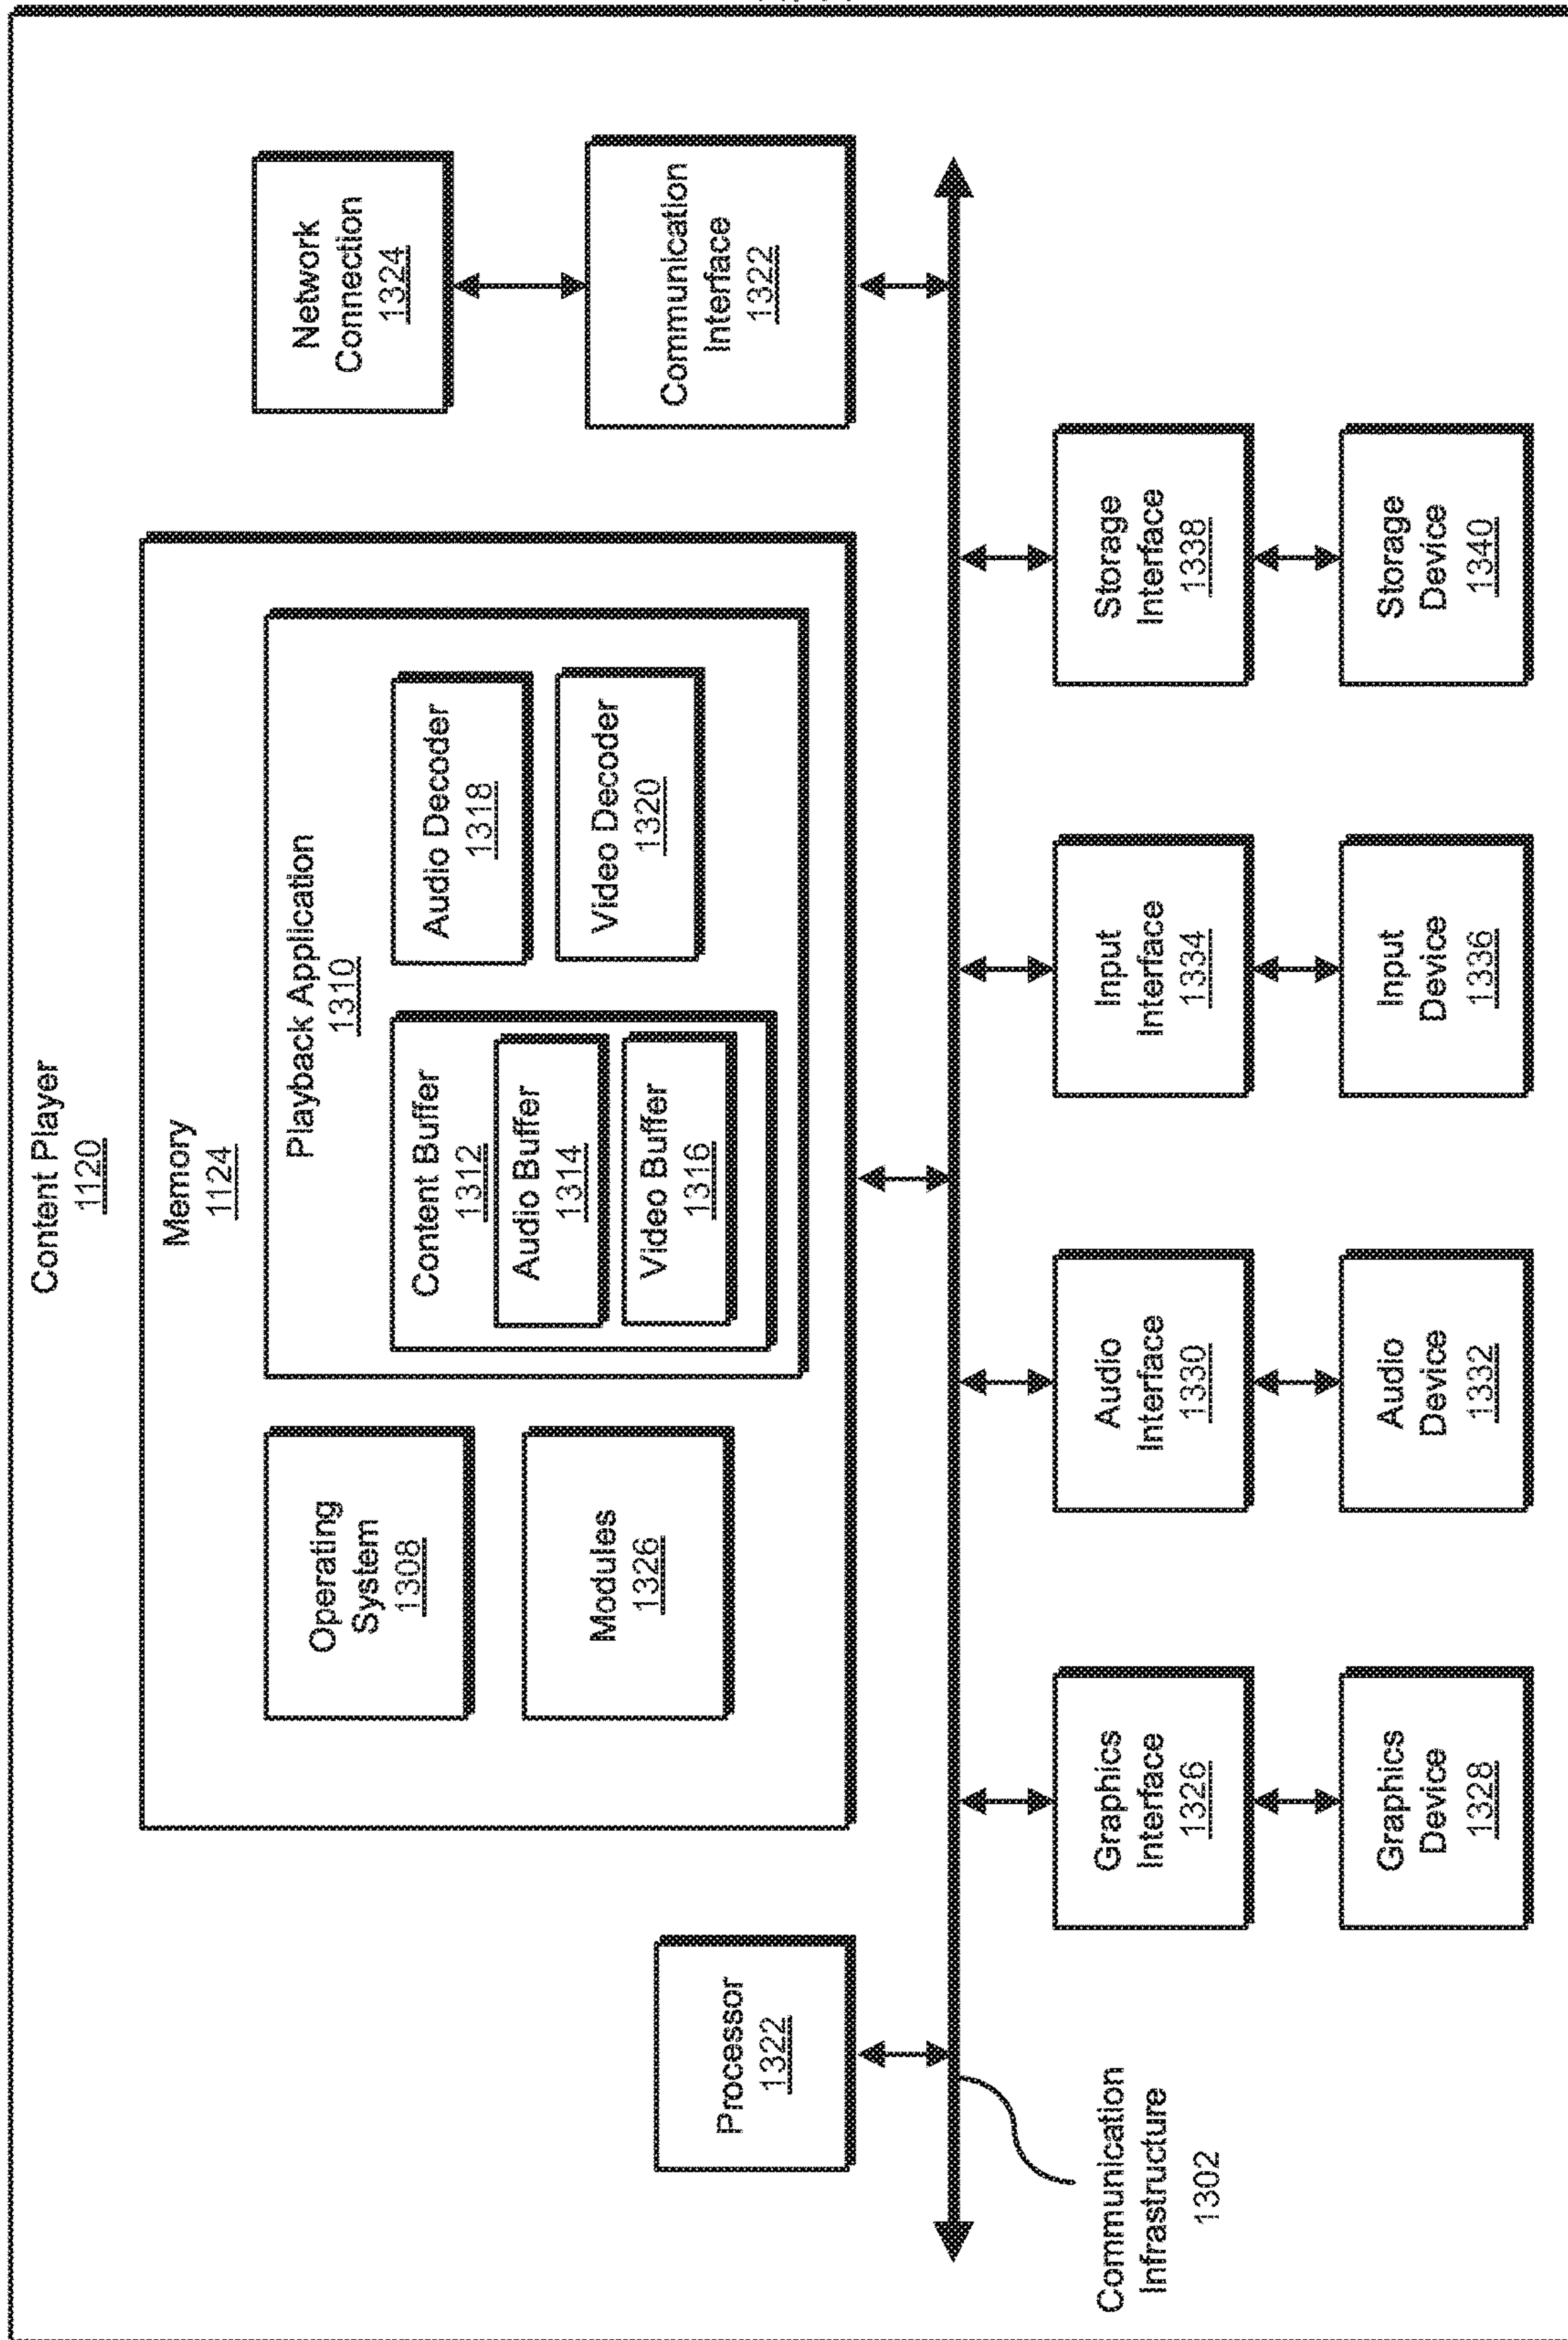 Content Player
1120
Memory
1124
Operating
System
1308
Modules
1326
Playback Application
1310
Content Buffer
1312
Audio Buffer
1314
Video Buffer
1316
Audio Decoder
1318
Video Decoder
1320
Network
Connection
1324
Communication
Interface
1322
Processor
1322
Communication
Infrastructure
1302
Graphics
Interface
1326
Graphics
Device
1328
Audio
Interface
1330
Audio
Device
1332
Input
Interface
1334
Input
Device
1336
Storage
Interface
1338
Storage
Device
1340